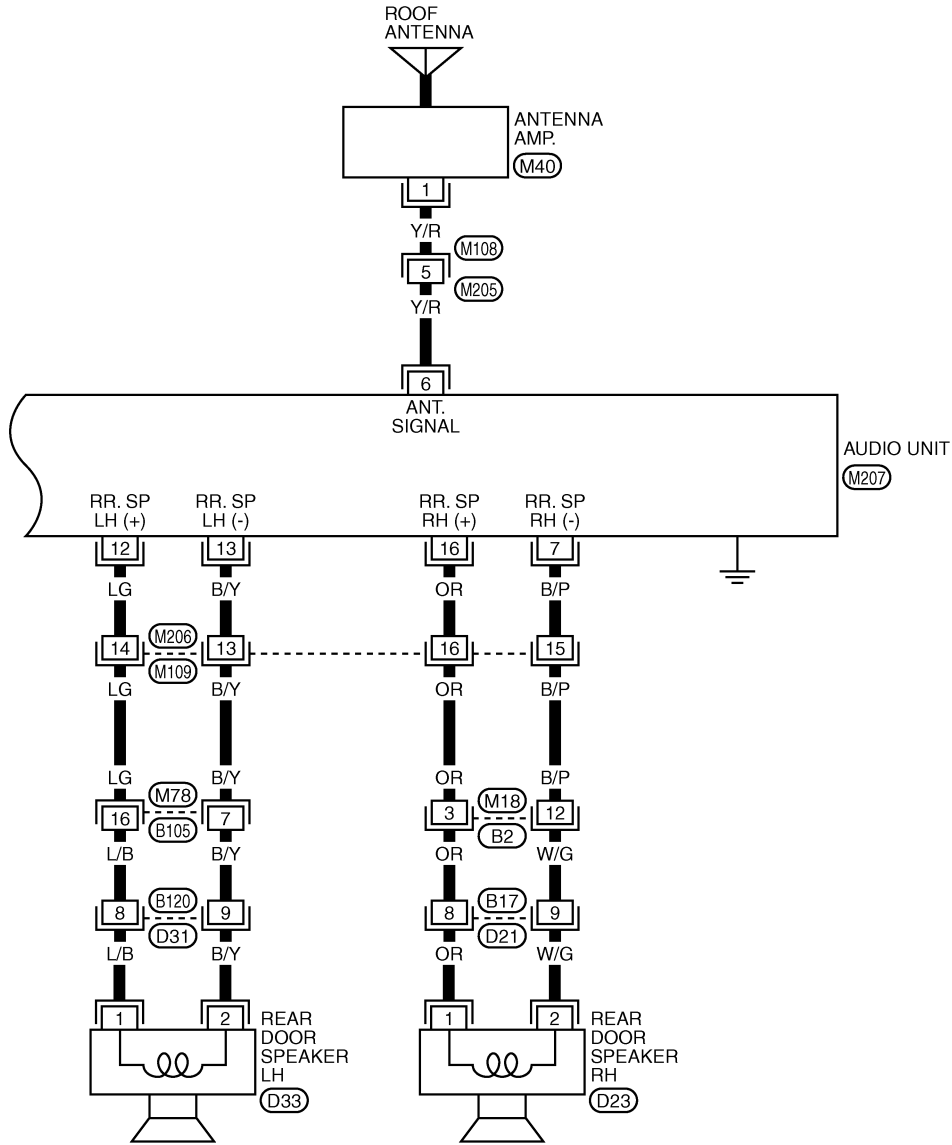 ROOF
ANTENNA
ANTENNA
AMP.
M40
1
Y/R
M108
5
M205
Y/R
6
ANT.
SIGNAL
AUDIO UNIT
M207
RR. SP
LH (+)
RR. SP
LH (-)
RR. SP
RH (+)
RR. SP
RH (-)
12 13 16 7
LG B/Y OR B/P
M206
14 13 16 15
M109
LG B/Y OR B/P
LG B/Y OR B/P
M78 M18
16 7 3 12
B105 B2
L/B B/Y OR W/G
B120 B17
8 9 8 9
D31 D21
L/B B/Y OR W/G
1 2 1 2
REAR
DOOR
SPEAKER
LH
D33
REAR
DOOR
SPEAKER
RH
D23